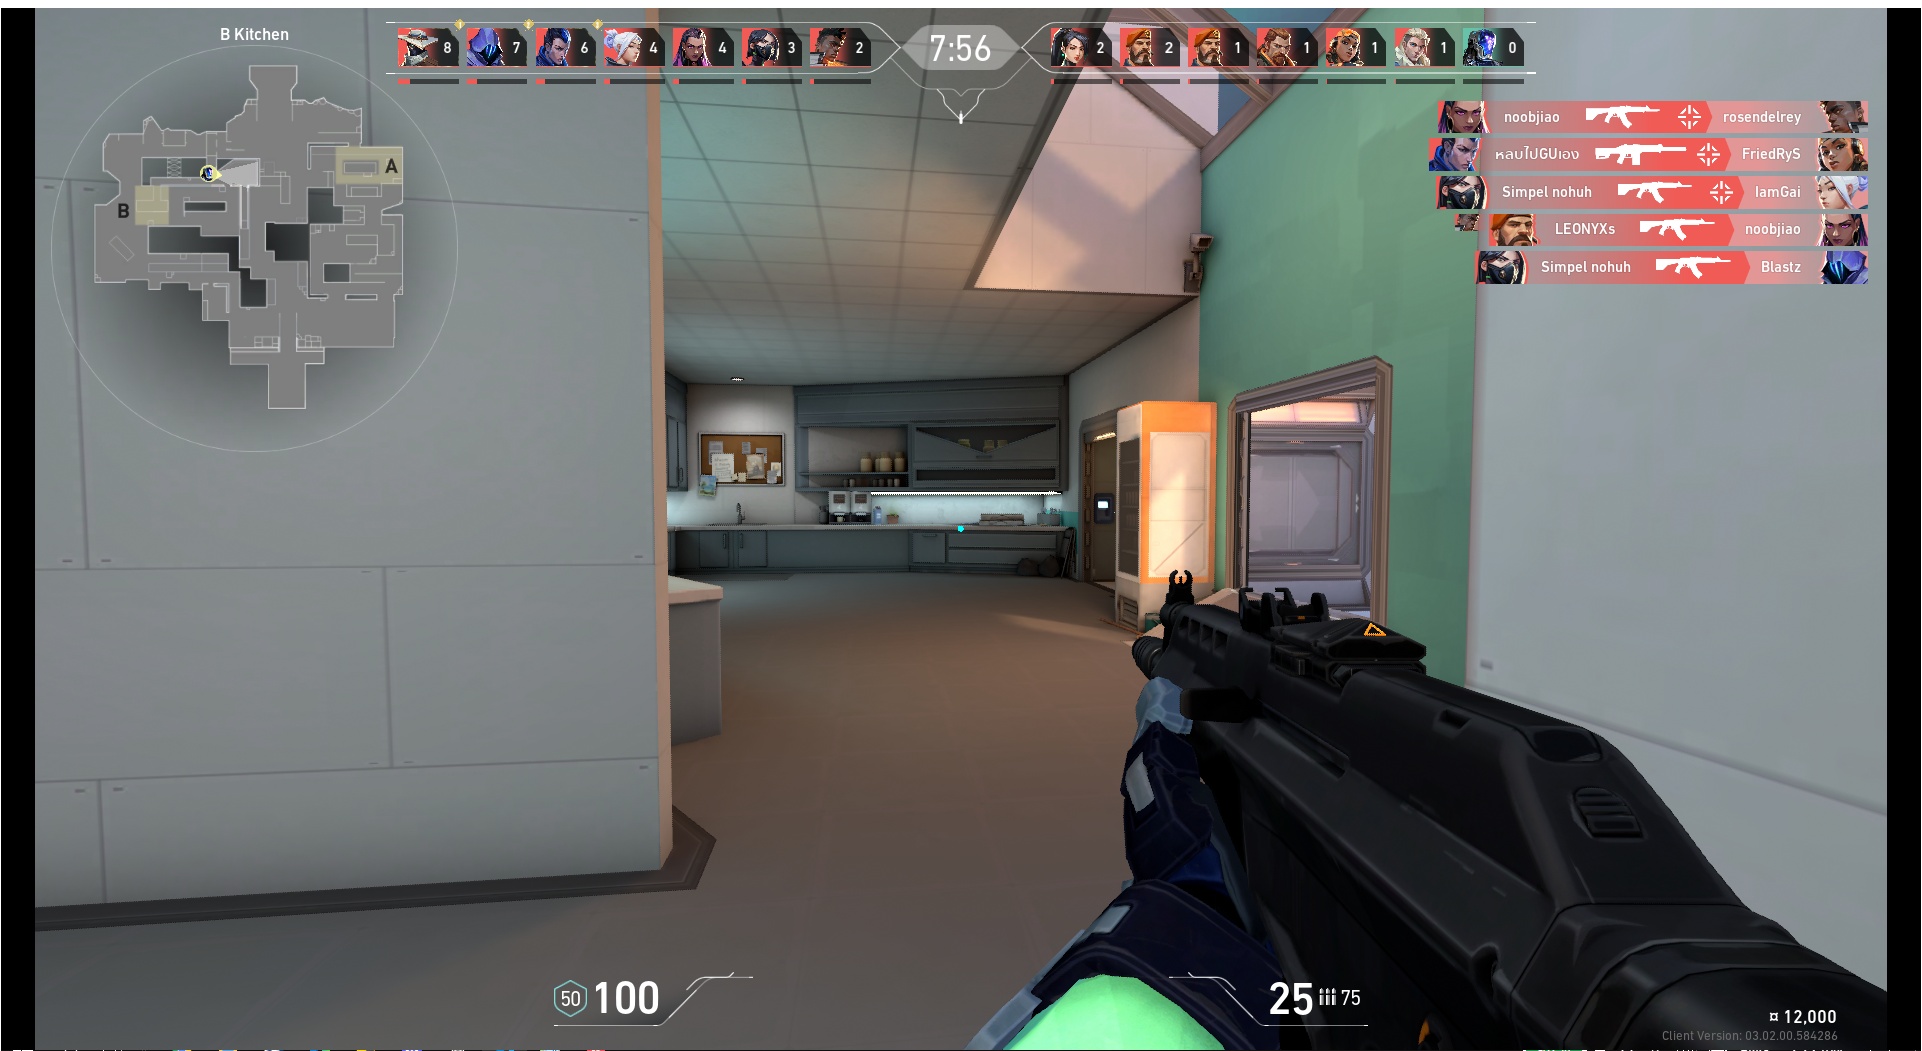 B Kitchen
8 7 6 4 4 3 2 7:56 2 2 1 1 1 1 0
A
B
noobjiao rosendelrey
หลบไปGUเอง FriedRyS
Simpel nohuh IamGai
LEONYXs noobjiao
Simpel nohuh Blastz
50 100
25 75
¤ 12,000
Client Version: 03.02.00.584286